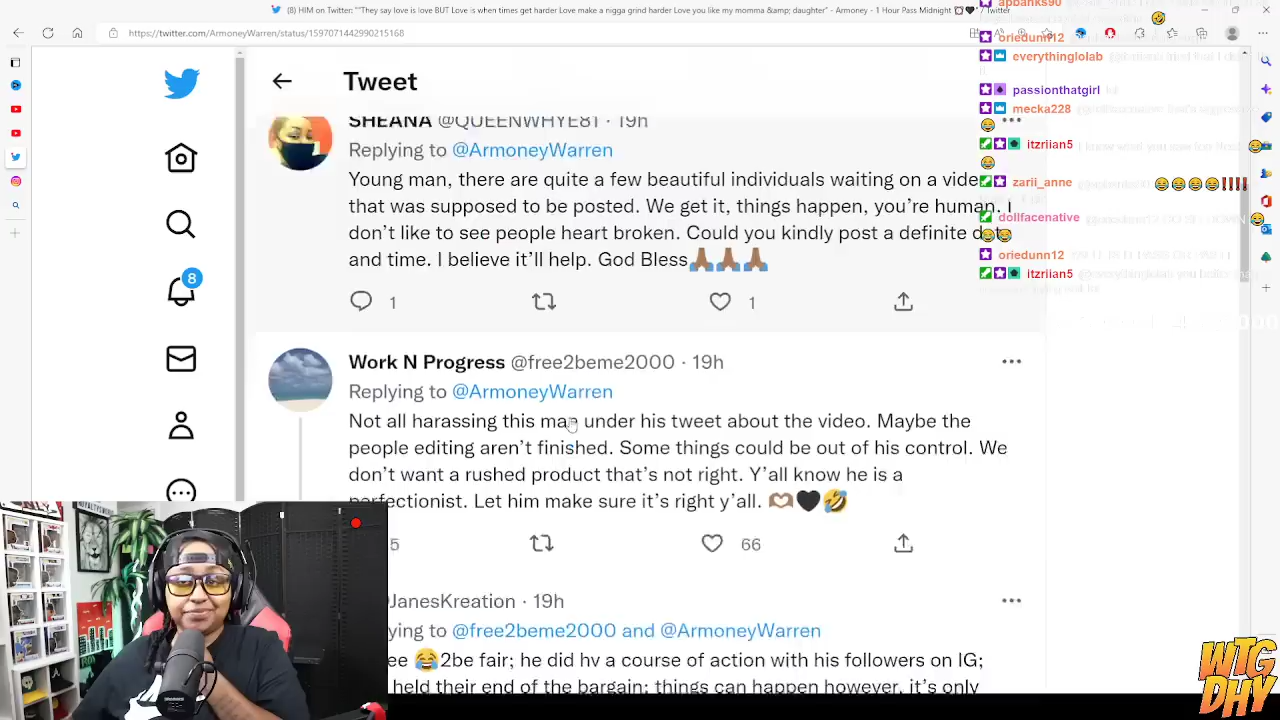 (8) HIM on Twitter: "“They say love is love BUT Love is when times get harder Love make a nigga grind harder Love you like my momma &amp; daughter” - Armoney - 1 Hour Pass Midnight ⏰🖤" / Twitter
https://twitter.com/ArmoneyWarren/status/1597071442990215168
Tweet
SHEANA @QUEENWHYE81 · 19h
Replying to @ArmoneyWarren
Young man, there are quite a few beautiful individuals waiting on a vide
that was supposed to be posted. We get it, things happen, you’re human. I
don’t like to see people heart broken. Could you kindly post a definite d
and time. I believe it’ll help. God Bless🙏🏾🙏🏾🙏🏾
1
1
8
Work N Progress @free2beme2000 · 19h
Replying to @ArmoneyWarren
Not all harassing this man under his tweet about the video. Maybe the
people editing aren’t finished. Some things could be out of his control. We
don’t want a rushed product that’s not right. Y’all know he is a
perfectionist. Let him make sure it’s right y’all. 🫶🏽🖤🤣
5
66
JanesKreation · 19h
ying to @free2beme2000 and @ArmoneyWarren
ee 😂2be fair; he did hv a course of action with his followers on IG;
held their end of the bargain; things can happen however, it’s only
apbanks90
🤣
oriedunn12
everythinglolab
passionthatgirl
mecka228
😂
itzriian5
😂
😂
zarii_anne 😂😂😂😂!!!!
dollfacenative
😂
😂😂
oriedunn12
itzriian5
WTG
DHY